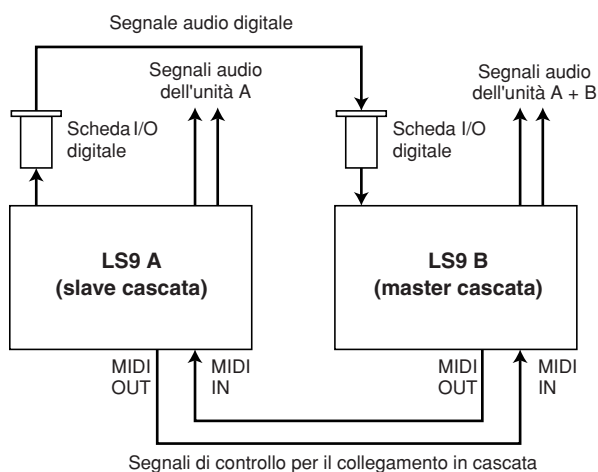 Segnale audio digitale
Segnali audio
dell'unità A
Segnali audio
dell'unità A + B
Scheda I/O
digitale
Scheda I/O
digitale
LS9 A
(slave cascata)
LS9 B
(master cascata)
MIDI
OUT
MIDI
IN
MIDI
OUT
MIDI
IN
Segnali di controllo per il collegamento in cascata